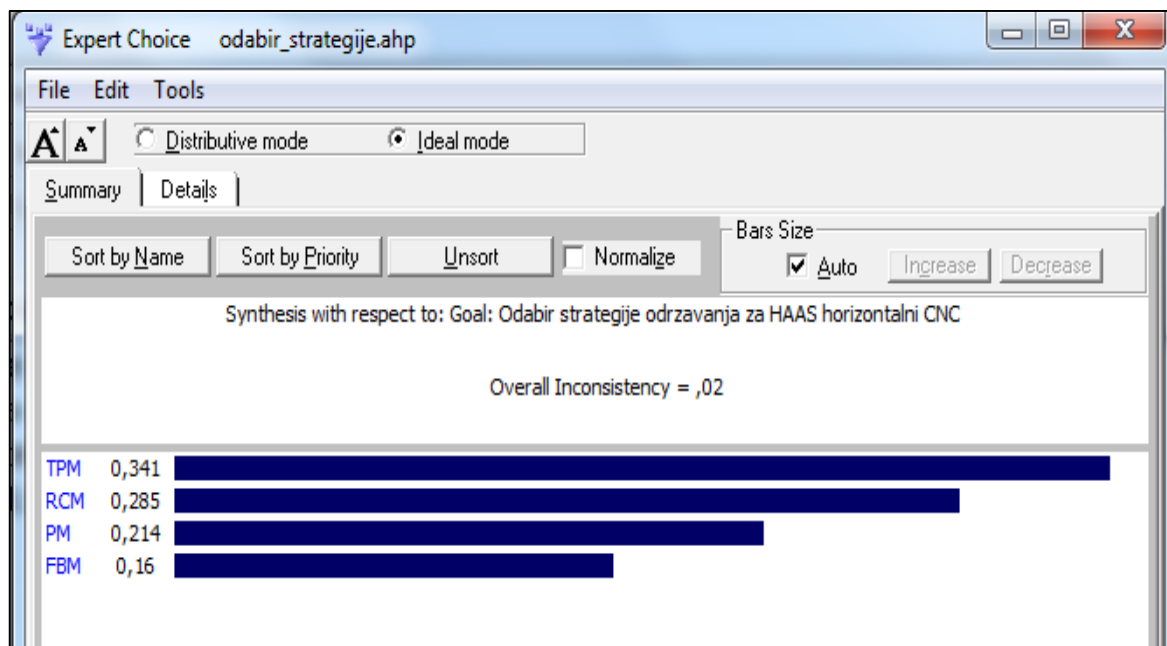 Expert Choice odabir_strategije.ahp
File Edit Tools
A A Distributive mode Ideal mode
Summary Details
Bars Size
Sort by Name Sort by Priority Unsort Normalize Auto Increase Decrease
Synthesis with respect to: Goal: Odabir strategije odrzavanja za HAAS horizontalni CNC
Overall Inconsistency = ,02
TPM 0,341
RCM 0,285
PM 0,214
FBM 0,16